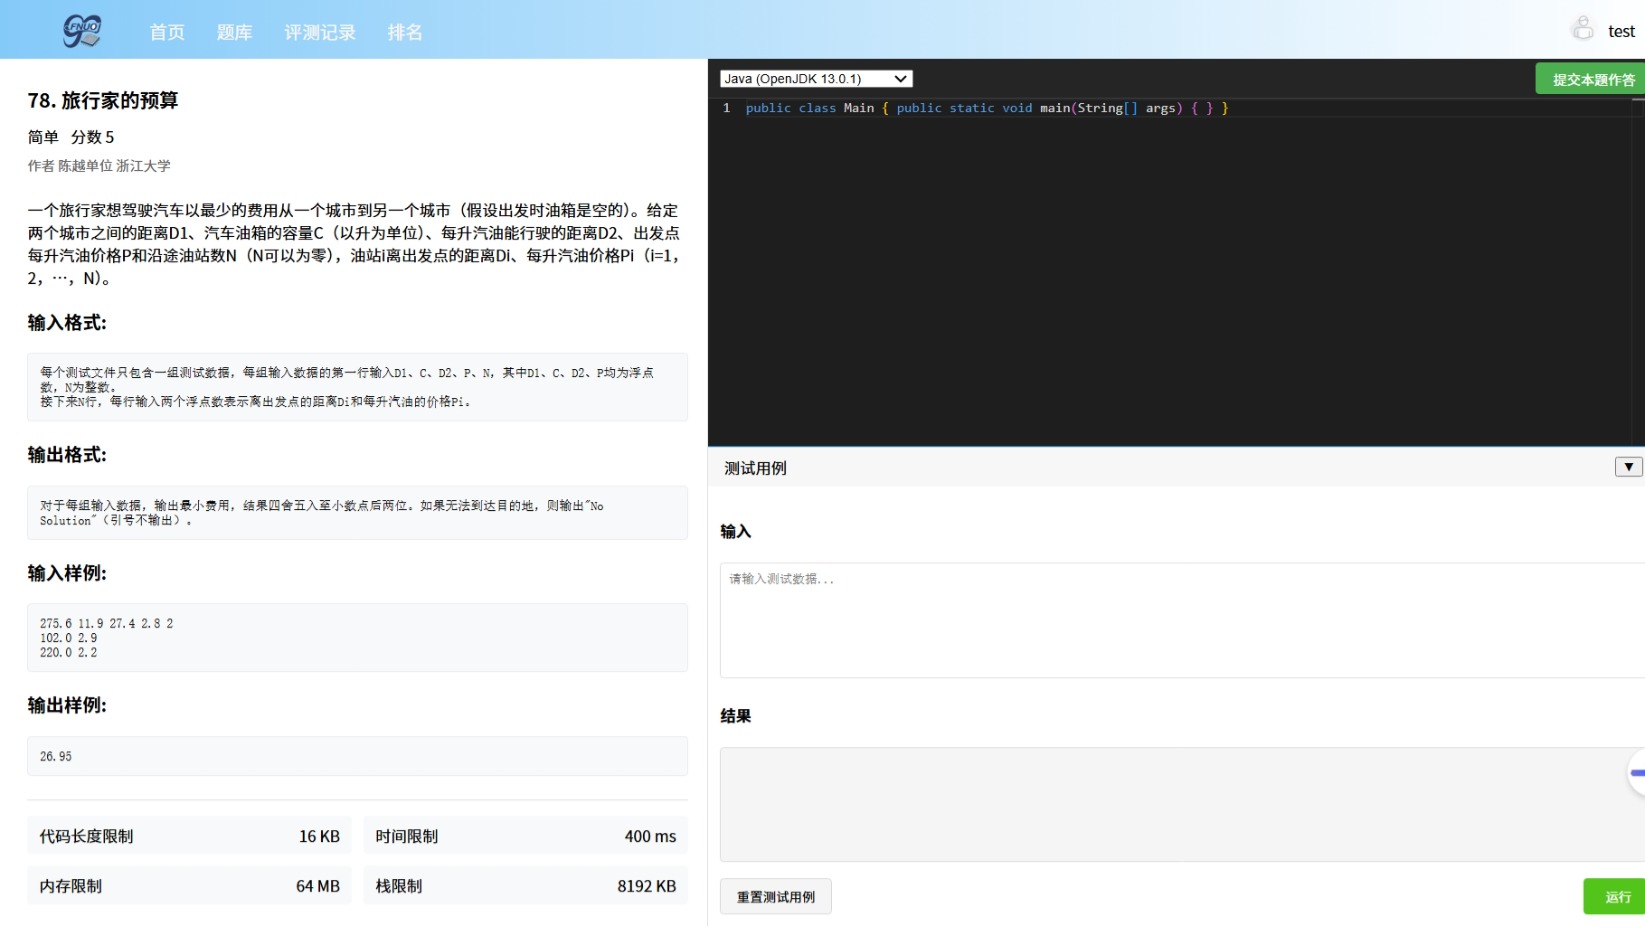 GFNUOJ
首页 题库 评测记录 排名
test
78. 旅行家的预算
简单 分数 5
作者 陈越单位 浙江大学
一个旅行家想驾驶汽车以最少的费用从一个城市到另一个城市（假设出发时油箱是空的）。给定
两个城市之间的距离D1、汽车油箱的容量C（以升为单位）、每升汽油能行驶的距离D2、出发点
每升汽油价格P和沿途油站数N（N可以为零），油站i离出发点的距离Di、每升汽油价格Pi（i=1，
2，…，N）。
输入格式:
每个测试文件只包含一组测试数据，每组输入数据的第一行输入D1、C、D2、P、N，其中D1、C、D2、P均为浮点
数，N为整数。
接下来N行，每行输入两个浮点数表示离出发点的距离Di和每升汽油的价格Pi。
输出格式:
对于每组输入数据，输出最小费用，结果四舍五入至小数点后两位。如果无法到达目的地，则输出"No
Solution"（引号不输出）。
输入样例:
275.6 11.9 27.4 2.8 2
102.0 2.9
220.0 2.2
输出样例:
26.95
代码长度限制 16 KB 时间限制 400 ms
内存限制 64 MB 栈限制 8192 KB
Java (OpenJDK 13.0.1)
提交本题作答
1 public class Main { public static void main(String[] args) { } }
测试用例
▼
输入
请输入测试数据...
结果
重置测试用例
运行